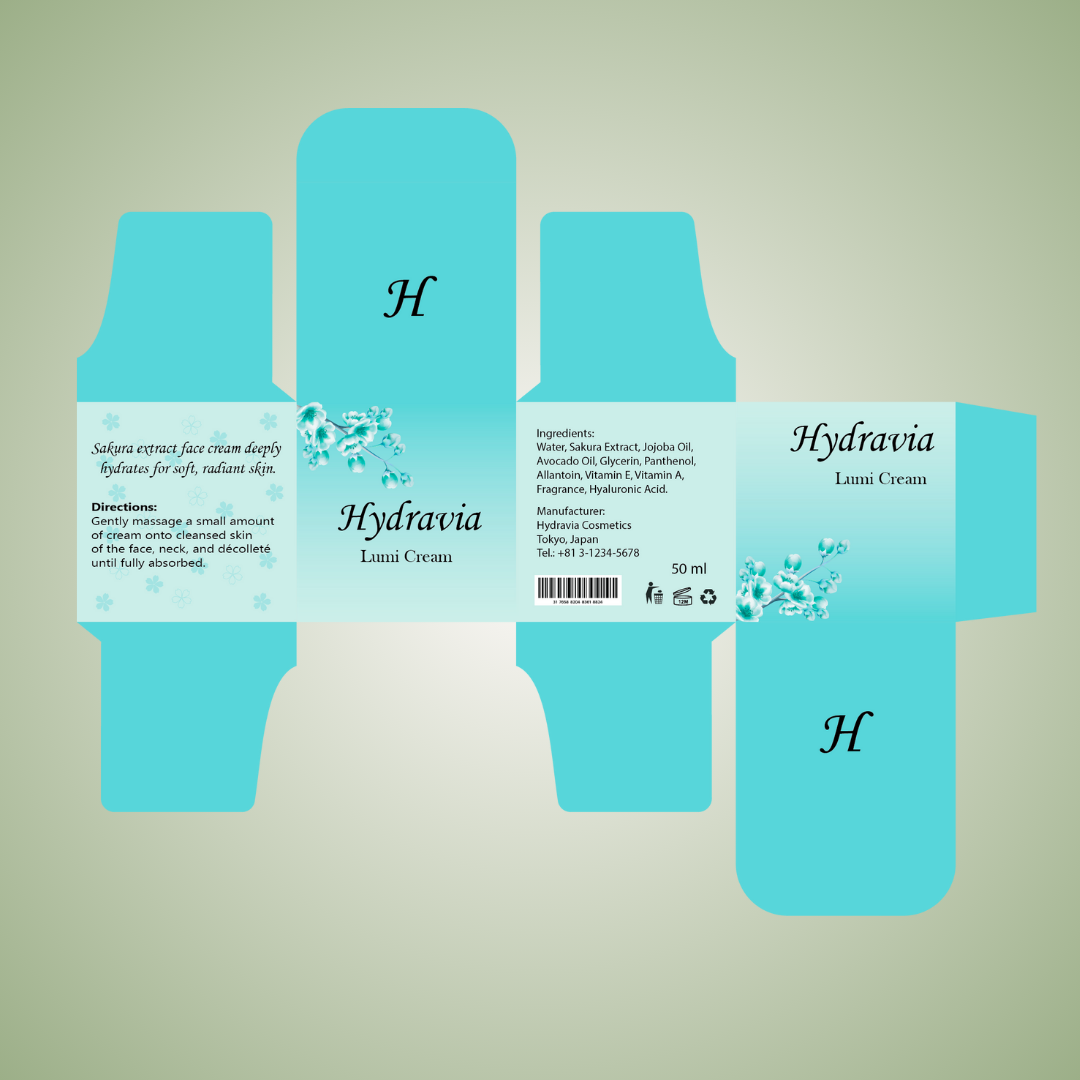 H
Sakura extract face cream deeply
hydrates for soft, radiant skin.
Directions:
Gently massage a small amount
of cream onto cleansed skin
of the face, neck, and décolleté
until fully absorbed.
Hydravia
Lumi Cream
Ingredients:
Water, Sakura Extract, Jojoba Oil,
Avocado Oil, Glycerin, Panthenol,
Allantoin, Vitamin E, Vitamin A,
Fragrance, Hyaluronic Acid.
Manufacturer:
Hydravia Cosmetics
Tokyo, Japan
Tel.: +81 3-1234-5678
50 ml
12M
Hydravia
Lumi Cream
H